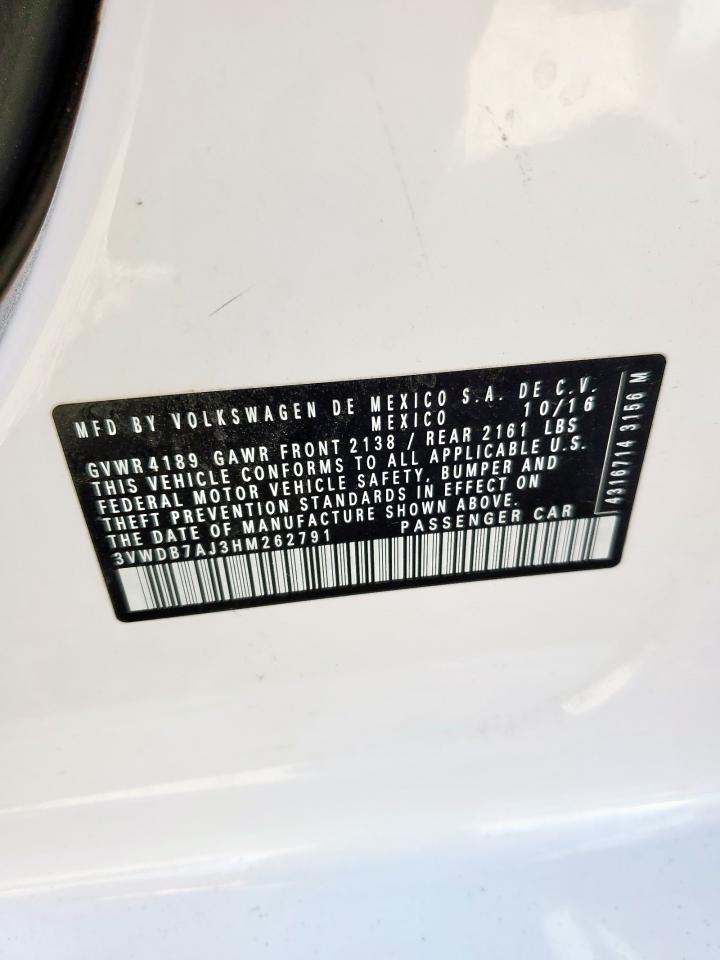 MFD BY VOLKSWAGEN DE MEXICO S.A. DE C.V.
MEXICO 10/16
GVWR 4189 GAWR FRONT 2138 / REAR 2161 LBS
THIS VEHICLE CONFORMS TO ALL APPLICABLE U.S.
FEDERAL MOTOR VEHICLE SAFETY, BUMPER AND
THEFT PREVENTION STANDARDS IN EFFECT ON
THE DATE OF MANUFACTURE SHOWN ABOVE.
3VWDB7AJ3HM262791 PASSENGER CAR
4316714 3156 M